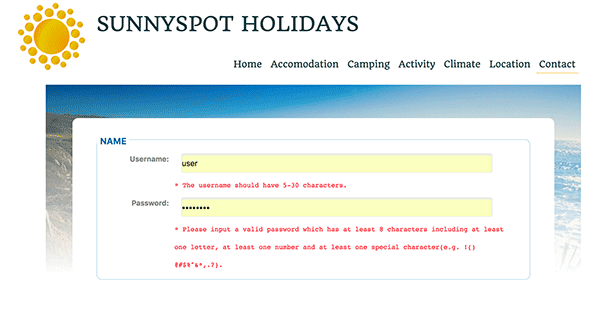 SUNNYSPOT HOLIDAYS
Home Accomodation Camping Activity Climate Location Contact
NAME
Username: user
* The username should have 5-30 characters.
Password: ••••••••
* Please input a valid password which has at least 8 characters including at least
one letter, at least one number and at least one special character(e.g. !()
@#$%^&*,.?).